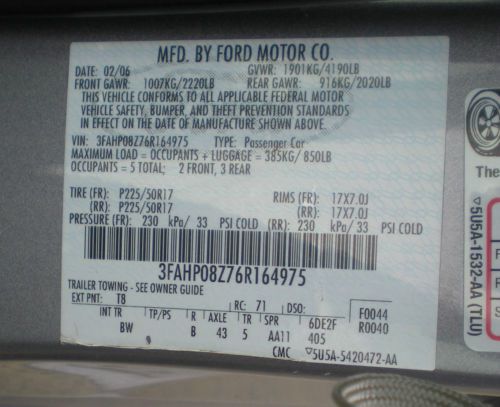 MFD. BY FORD MOTOR CO.
DATE: 02/06 GVWR: 1901KG/4190LB
FRONT GAWR: 1007KG/2220LB REAR GAWR: 916KG/2020LB
THIS VEHICLE CONFORMS TO ALL APPLICABLE FEDERAL MOTOR
VEHICLE SAFETY, BUMPER, AND THEFT PREVENTION STANDARDS
IN EFFECT ON THE DATE OF MANUFACTURE SHOWN ABOVE.
VIN: 3FAHP08Z76R164975 TYPE: Passenger Car
MAXIMUM LOAD = OCCUPANTS + LUGGAGE = 385KG/850LB
OCCUPANTS = 5 TOTAL; 2 FRONT, 3 REAR
TIRE (FR): P225/50R17 RIMS (FR): 17X7.0J
(RR): P225/50R17 (RR): 17X7.0J
PRESSURE (FR): 230 kPa/ 33 PSI COLD (RR): 230 kPa/ 33 PSI COLD
3FAHP08Z76R164975
TRAILER TOWING - SEE OWNER GUIDE
EXT PNT: T8 RC: 71 DSO: F0044
INT TR TP/PS R AXLE TR SPR 6DE2F R0040
BW B 43 5 AA11 405
CMC ▽5U5A-5420472-AA
The
▽5U5A-1532-AA (TLU)